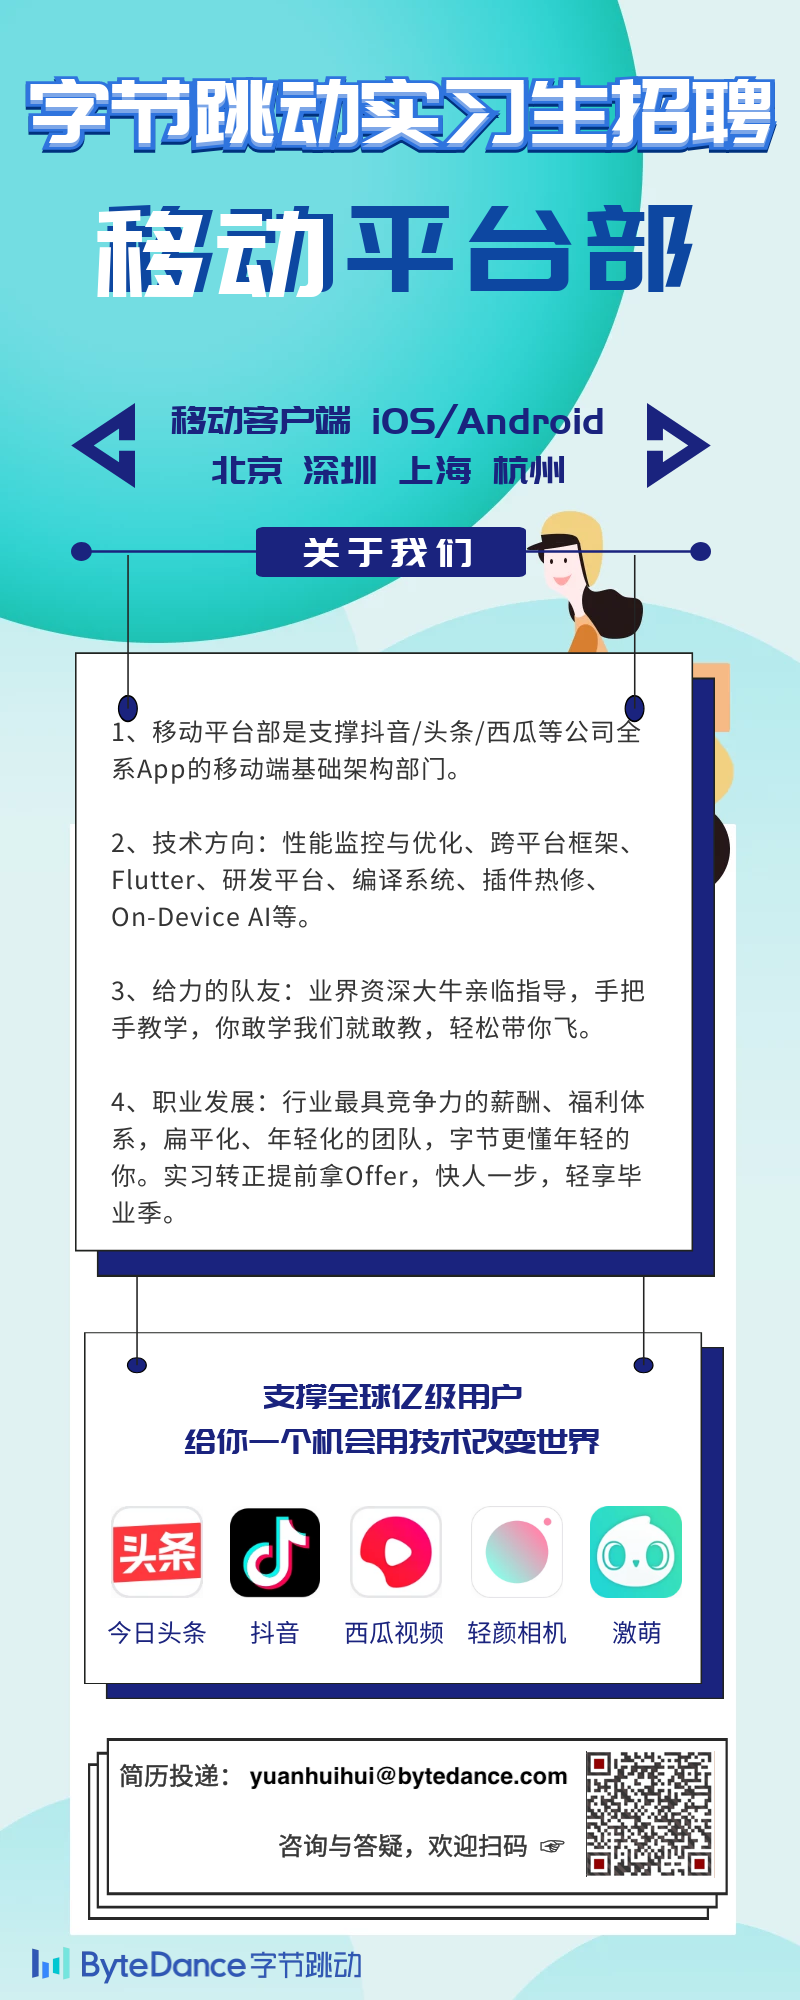 字节跳动实习生招聘
移动平台部
移动客户端 iOS/Android
北京 深圳 上海 杭州
关于我们
1、移动平台部是支撑抖音/头条/西瓜等公司全
系App的移动端基础架构部门。
2、技术方向：性能监控与优化、跨平台框架、
Flutter、研发平台、编译系统、插件热修、
On-Device AI等。
3、给力的队友：业界资深大牛亲临指导，手把
手教学，你敢学我们就敢教，轻松带你飞。
4、职业发展：行业最具竞争力的薪酬、福利体
系，扁平化、年轻化的团队，字节更懂年轻的
你。实习转正提前拿Offer，快人一步，轻享毕
业季。
支撑全球亿级用户
给你一个机会用技术改变世界
头条
今日头条 抖音 西瓜视频 轻颜相机 激萌
简历投递： yuanhuihui@bytedance.com
咨询与答疑，欢迎扫码 ☞
ByteDance字节跳动